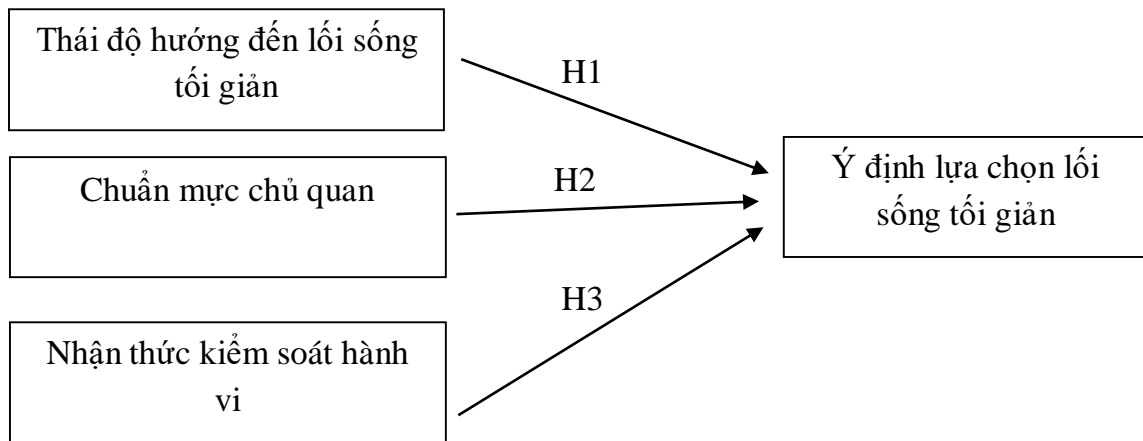 Thái độ hướng đến lối sống
tối giản
H1
Chuẩn mực chủ quan
H2
Ý định lựa chọn lối
sống tối giản
H3
Nhận thức kiểm soát hành
vi